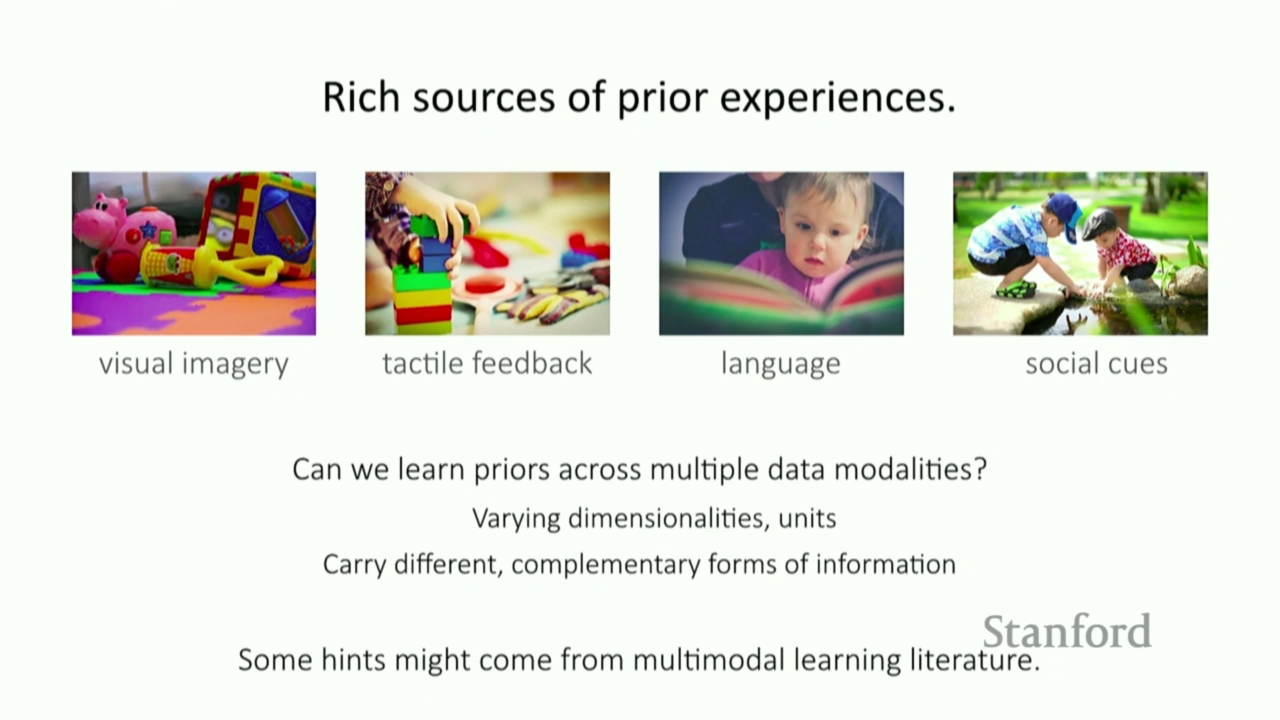 Rich sources of prior experiences.
visual imagery
tactile feedback
language
social cues
Can we learn priors across multiple data modalities?
Varying dimensionalities, units
Carry different, complementary forms of information
Stanford
Some hints might come from multimodal learning literature.